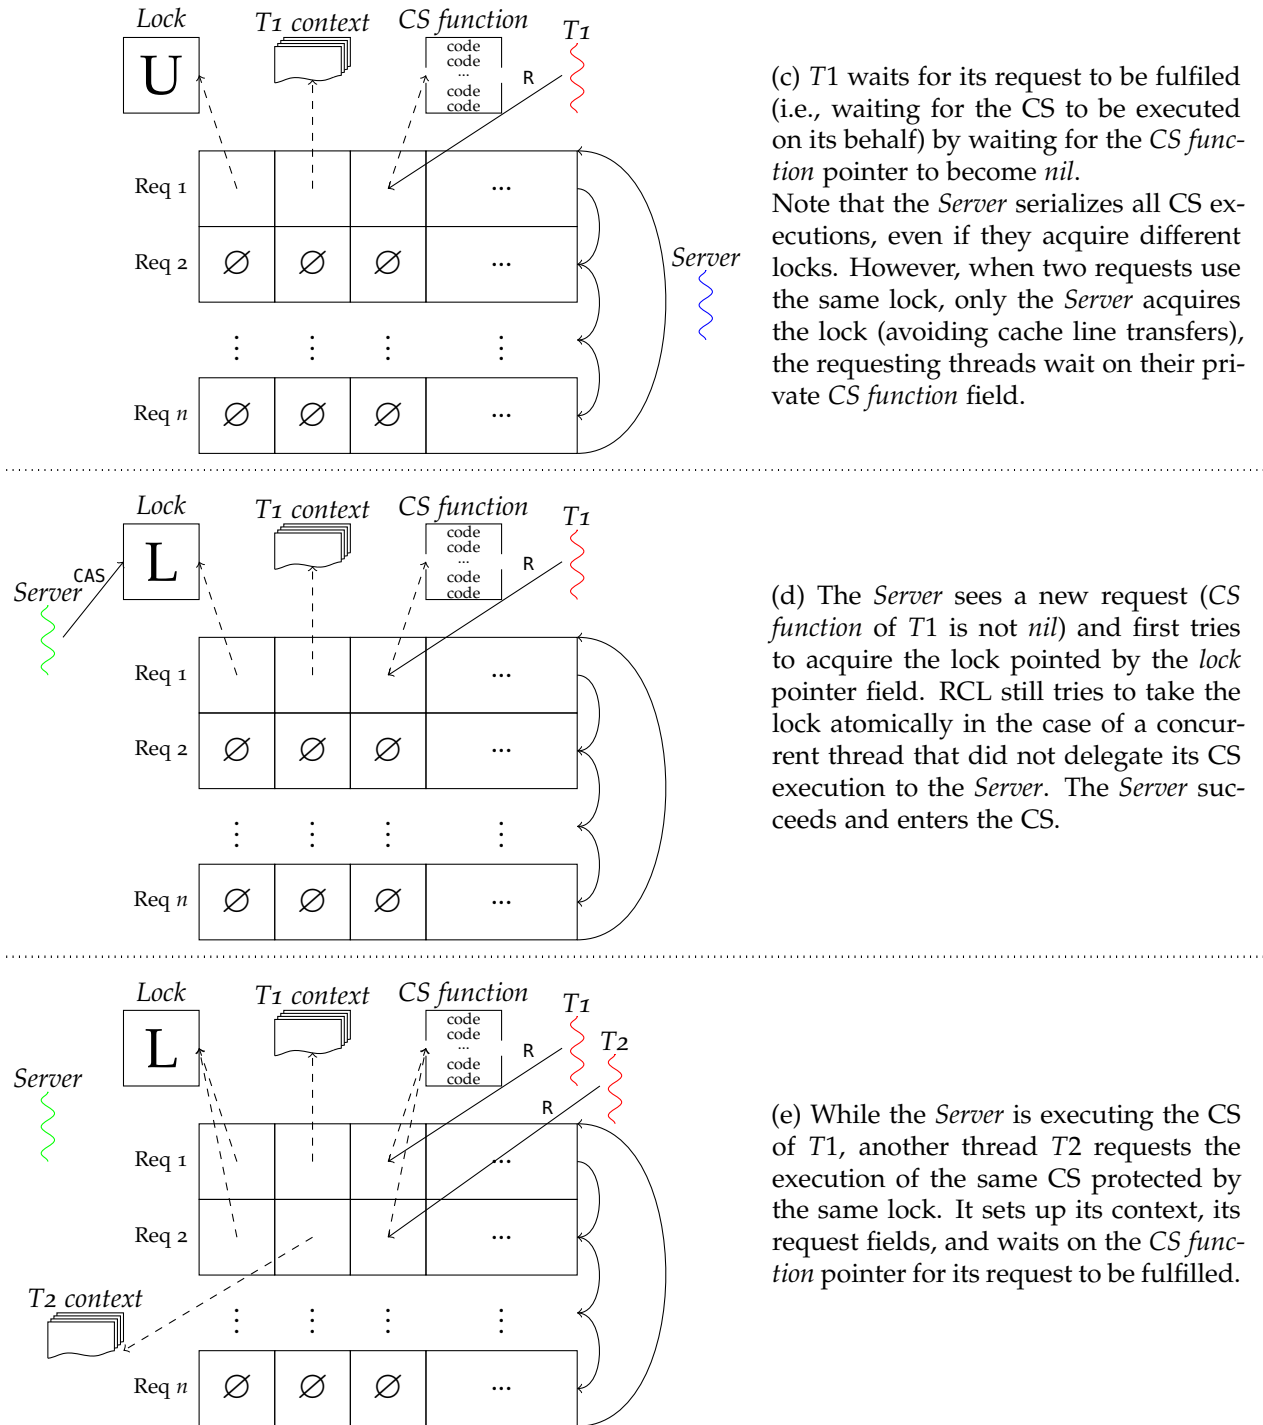 Lock T1 context CS function T1
U
code
code
...
code
code
R
Req 1 ...
Req 2 ∅ ∅ ∅ ...
Server
⋮ ⋮ ⋮ ⋮
Req n ∅ ∅ ∅ ...
(c) T1 waits for its request to be fulfiled
(i.e., waiting for the CS to be executed
on its behalf) by waiting for the CS func-
tion pointer to become nil.
Note that the Server serializes all CS ex-
ecutions, even if they acquire different
locks. However, when two requests use
the same lock, only the Server acquires
the lock (avoiding cache line transfers),
the requesting threads wait on their pri-
vate CS function field.
Lock T1 context CS function T1
L
code
code
...
code
code
R
CAS
Server
Req 1 ...
Req 2 ∅ ∅ ∅ ...
⋮ ⋮ ⋮ ⋮
Req n ∅ ∅ ∅ ...
(d) The Server sees a new request (CS
function of T1 is not nil) and first tries
to acquire the lock pointed by the lock
pointer field. RCL still tries to take the
lock atomically in the case of a concur-
rent thread that did not delegate its CS
execution to the Server. The Server suc-
ceeds and enters the CS.
Lock T1 context CS function T1
L
code
code
...
code
code
R
T2
R
Server
Req 1 ...
Req 2 ...
T2 context
⋮ ⋮ ⋮ ⋮
Req n ∅ ∅ ∅ ...
(e) While the Server is executing the CS
of T1, another thread T2 requests the
execution of the same CS protected by
the same lock. It sets up its context, its
request fields, and waits on the CS func-
tion pointer for its request to be fulfilled.